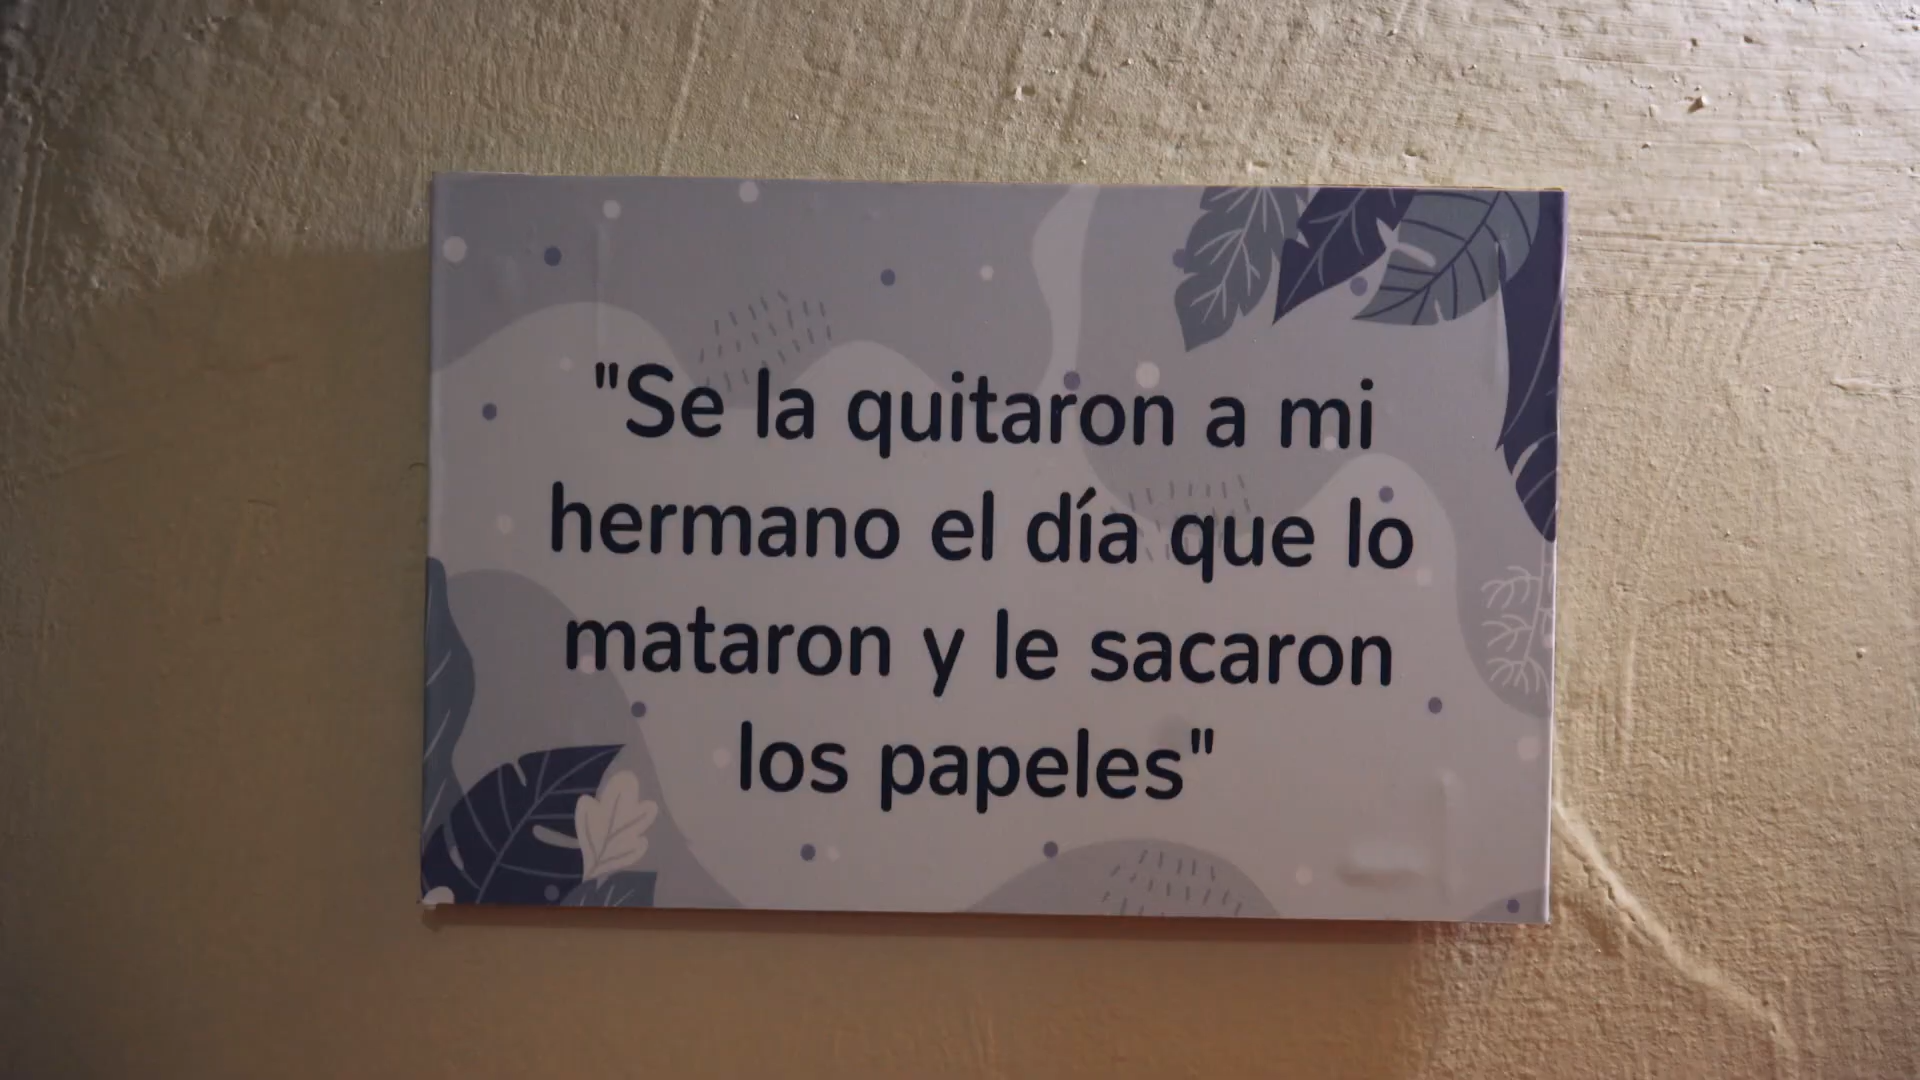 "Se la quitaron a mi
hermano el día que lo
mataron y le sacaron
los papeles"